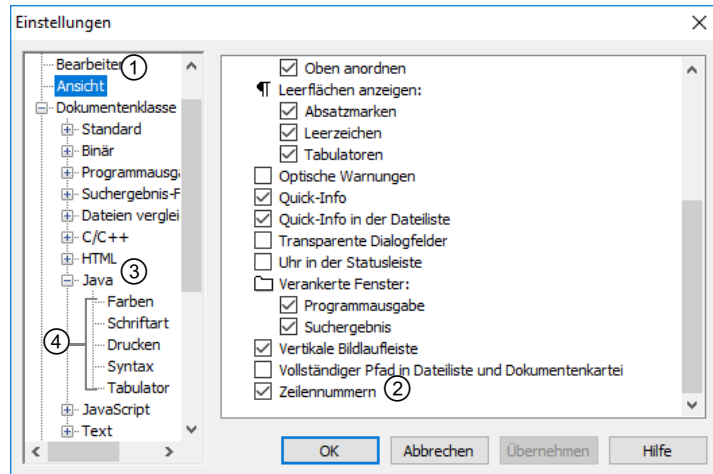 Einstellungen
Bearbeiten
1
Ansicht
Dokumentenklasse
Standard
Binär
Programmausg
Suchergebnis-F
Dateien verglei
C/C++
HTML
Java
3
Farben
Schriftart
4
Drucken
Syntax
Tabulator
JavaScript
Text
Oben anordnen
¶ Leerflächen anzeigen:
Absatzmarken
Leerzeichen
Tabulatoren
Optische Warnungen
Quick-Info
Quick-Info in der Dateiliste
Transparente Dialogfelder
Uhr in der Statusleiste
Verankerte Fenster:
Programmausgabe
Suchergebnis
Vertikale Bildlaufleiste
Vollständiger Pfad in Dateiliste und Dokumentenkartei
Zeilennummern
2
OK
Abbrechen
Übernehmen
Hilfe